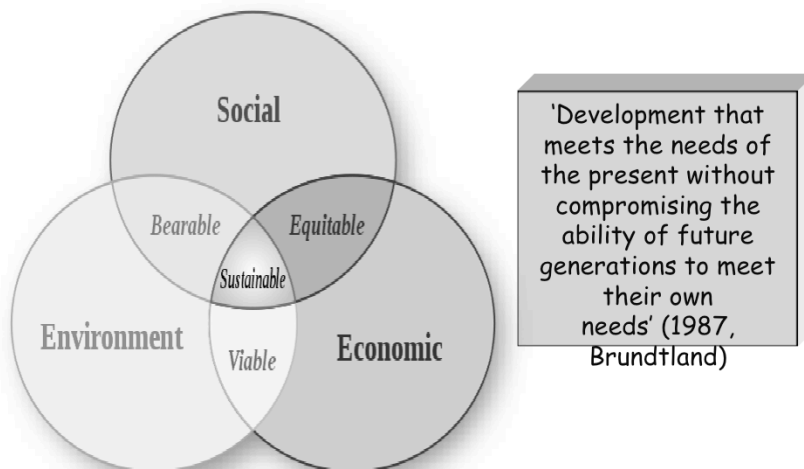 Social
Bearable
Equitable
Sustainable
Environment
Viable
Economic
‘Development that
meets the needs of
the present without
compromising the
ability of future
generations to meet
their own
needs’ (1987,
Brundtland)